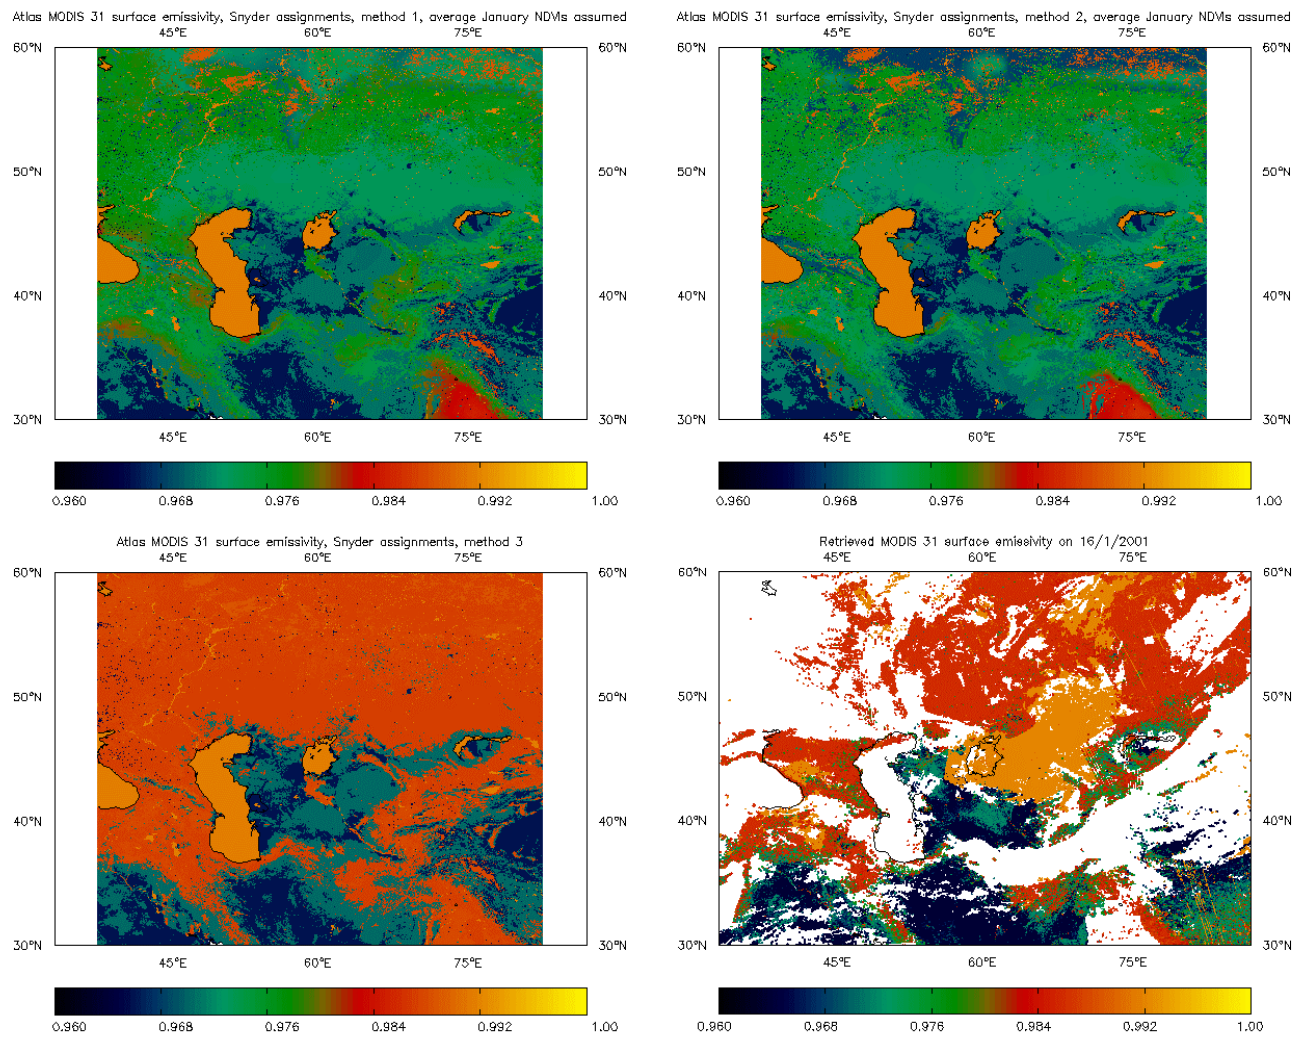 Atlas MODIS 31 surface emissivity, Snyder assignments, method 1, average January NDVIs assumed
45°E 60°E 75°E
60°N 60°N
50°N 50°N
40°N 40°N
30°N 30°N
45°E 60°E 75°E
0.960 0.968 0.976 0.984 0.992 1.00
Atlas MODIS 31 surface emissivity, Snyder assignments, method 2, average January NDVIs assumed
45°E 60°E 75°E
60°N 60°N
50°N 50°N
40°N 40°N
30°N 30°N
45°E 60°E 75°E
0.960 0.968 0.976 0.984 0.992 1.00
Atlas MODIS 31 surface emissivity, Snyder assignments, method 3
45°E 60°E 75°E
60°N 60°N
50°N 50°N
40°N 40°N
30°N 30°N
45°E 60°E 75°E
0.960 0.968 0.976 0.984 0.992 1.00
Retrieved MODIS 31 surface emissivity on 16/1/2001
45°E 60°E 75°E
60°N 60°N
50°N 50°N
40°N 40°N
30°N 30°N
45°E 60°E 75°E
0.960 0.968 0.976 0.984 0.992 1.00